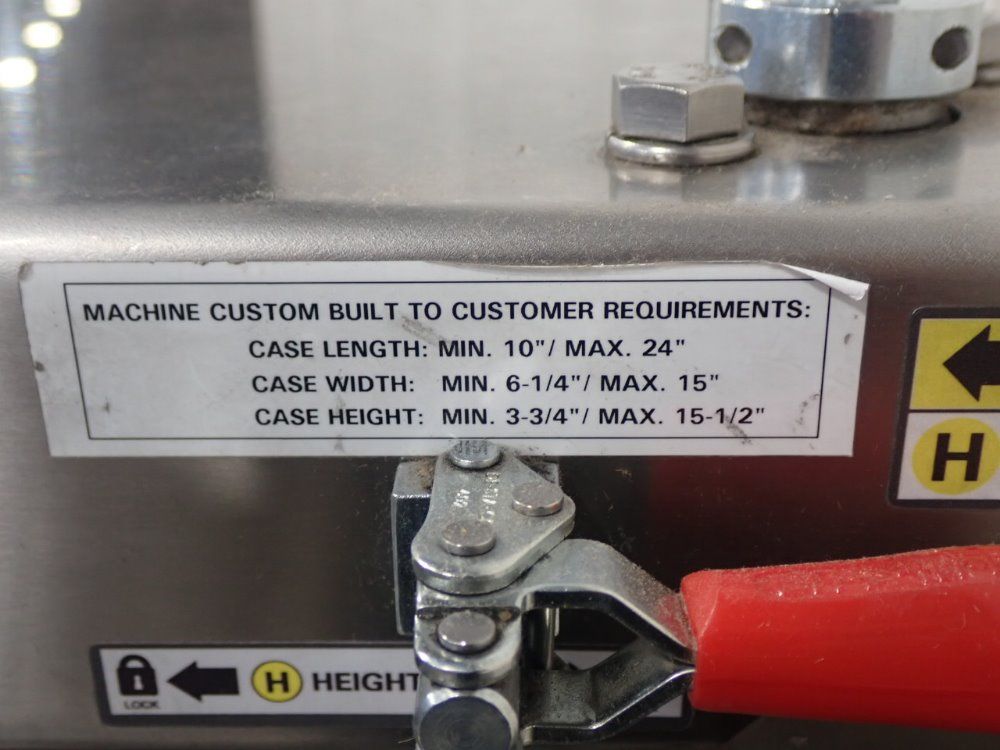 MACHINE CUSTOM BUILT TO CUSTOMER REQUIREMENTS:
CASE LENGTH: MIN. 10"/ MAX. 24"
CASE WIDTH: MIN. 6-1/4"/ MAX. 15"
CASE HEIGHT: MIN. 3-3/4"/ MAX. 15-1/2"
H
LOCK
H HEIGHT